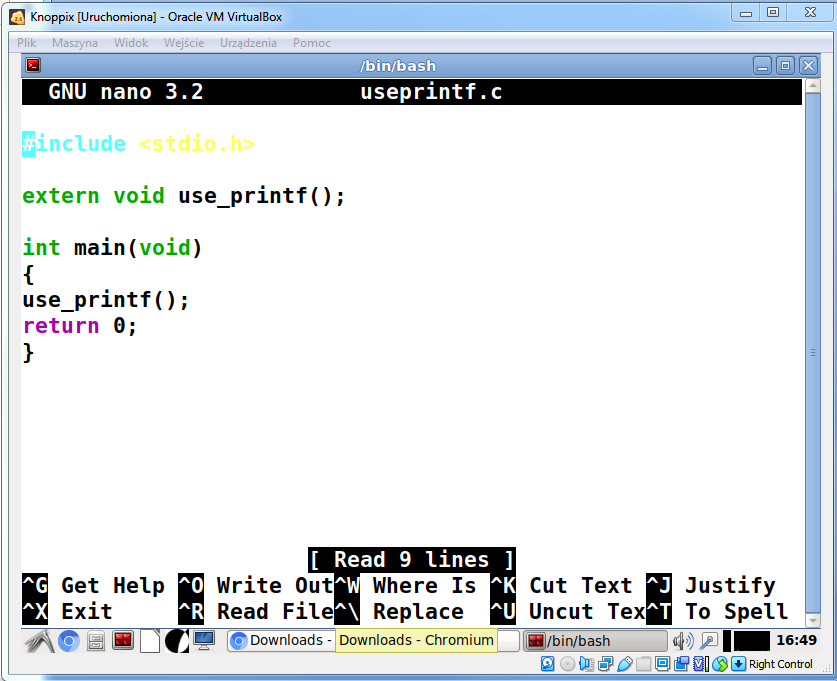 Knoppix [Uruchomiona] - Oracle VM VirtualBox
Plik Maszyna Widok Wejście Urządzenia Pomoc
/bin/bash
GNU nano 3.2 useprintf.c
#include <stdio.h>
extern void use_printf();
int main(void)
{
use_printf();
return 0;
}
[ Read 9 lines ]
^G Get Help ^O Write Out^W Where Is ^K Cut Text ^J Justify
^X Exit ^R Read File^\ Replace ^U Uncut Tex^T To Spell
Downloads - Downloads - Chromium /bin/bash 16:49
Right Control